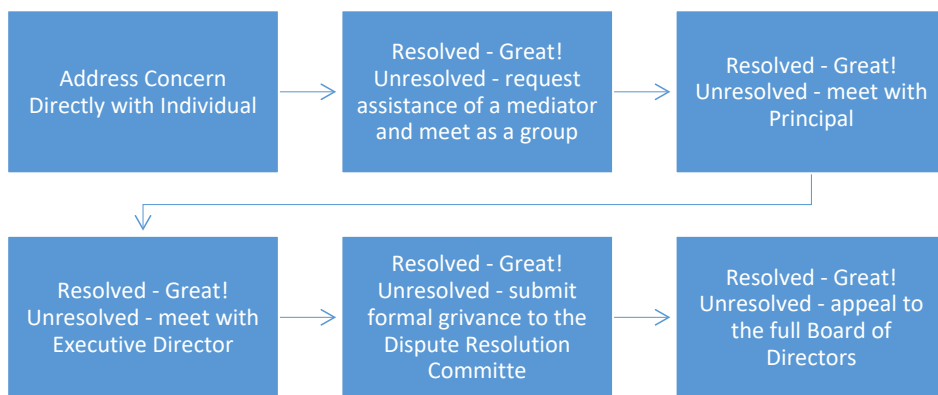 Address Concern
Directly with Individual
Resolved - Great!
Unresolved - request
assistance of a mediator
and meet as a group
Resolved - Great!
Unresolved - meet with
Principal
Resolved - Great!
Unresolved - meet with
Executive Director
Resolved - Great!
Unresolved - submit
formal grivance to the
Dispute Resolution
Committe
Resolved - Great!
Unresolved - appeal to
the full Board of
Directors